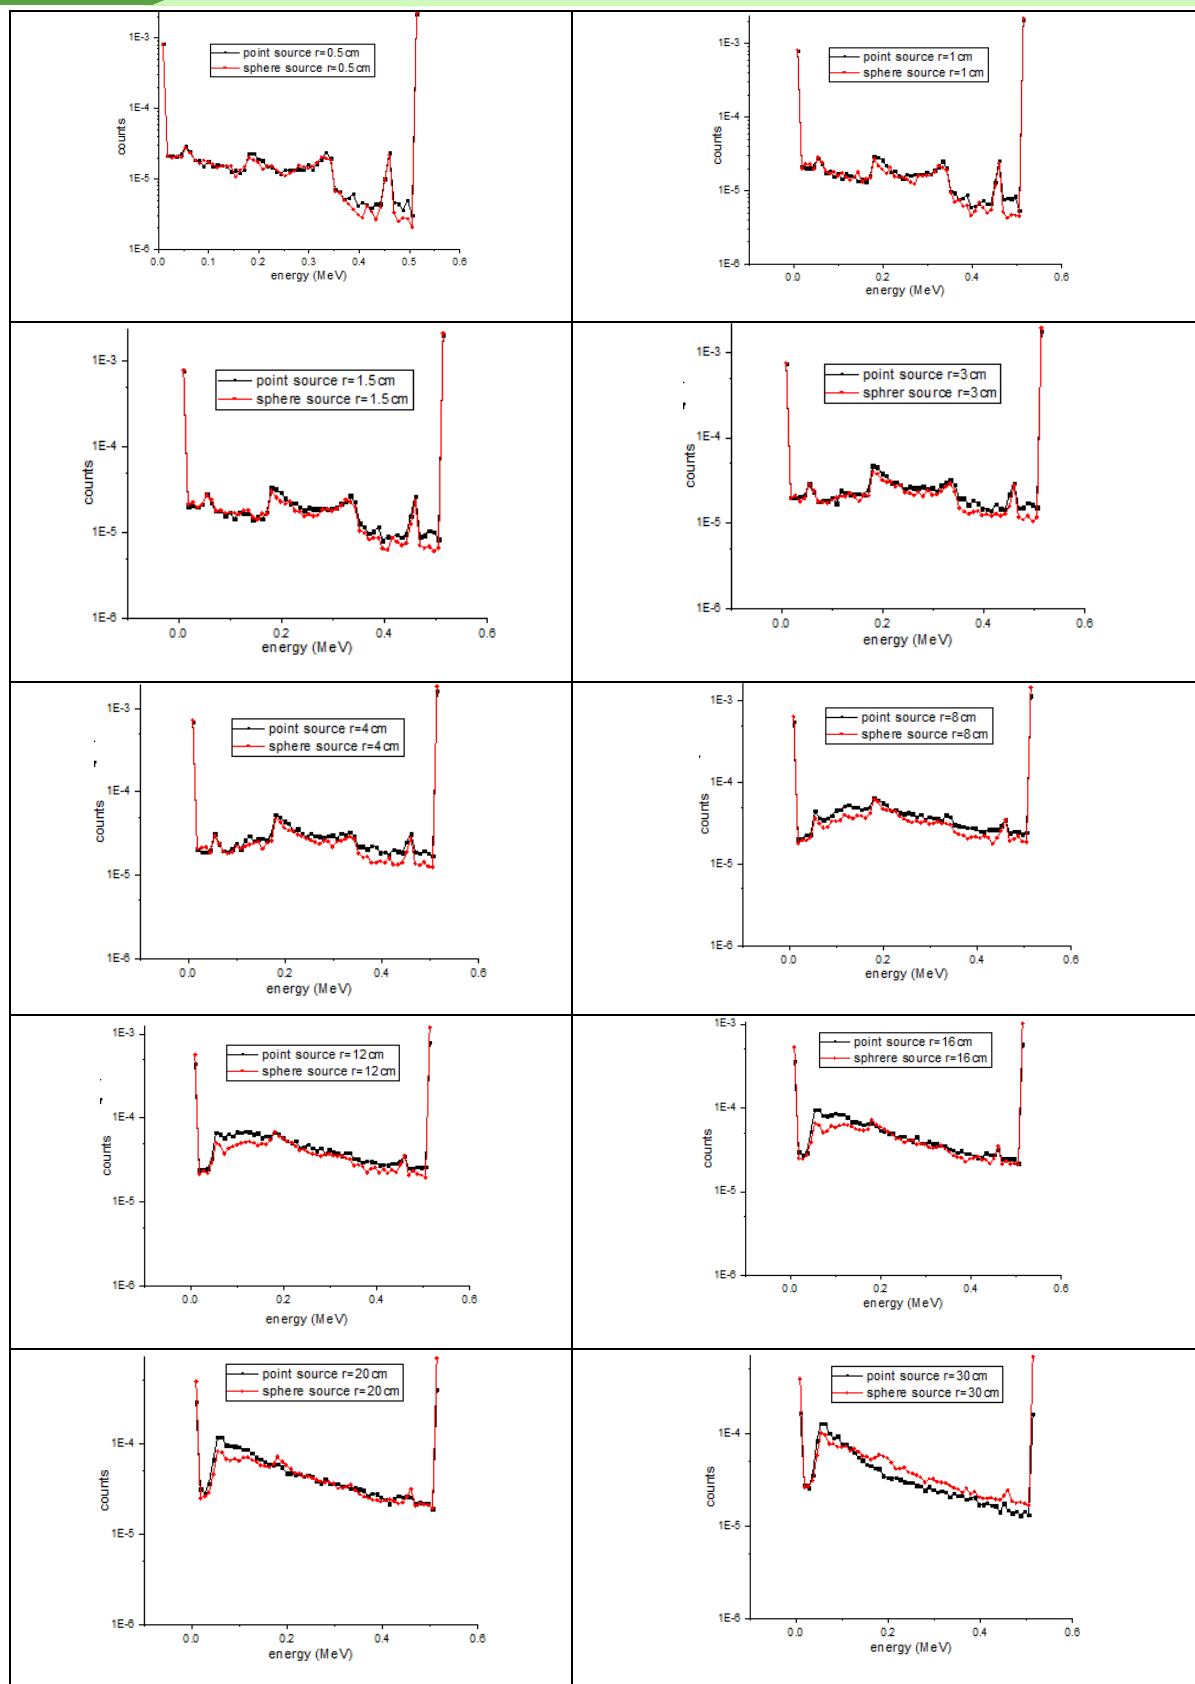 1E-3
point source r=0.5cm
sphere source r=0.5cm
1E-4
counts
1E-5
1E-6
0.0 0.1 0.2 0.3 0.4 0.5 0.6
energy (MeV)
1E-3
point source r=1cm
sphere source r=1cm
1E-4
counts
1E-5
1E-6
0.0 0.2 0.4 0.6
energy (MeV)
1E-3
point source r=1.5cm
sphere source r=1.5cm
1E-4
counts
1E-5
1E-6
0.0 0.2 0.4 0.6
energy (MeV)
1E-3
point source r=3cm
sphrer source r=3cm
1E-4
counts
1E-5
1E-6
0.0 0.2 0.4 0.6
energy (MeV)
1E-3
point source r=4cm
sphere source r=4cm
1E-4
counts
1E-5
1E-6
0.0 0.2 0.4 0.6
energy (MeV)
1E-3
point source r=8cm
sphere source r=8cm
1E-4
counts
1E-5
1E-6
0.0 0.2 0.4 0.6
energy (MeV)
1E-3
point source r=12cm
sphere source r=12cm
1E-4
counts
1E-5
1E-6
0.0 0.2 0.4 0.6
energy (MeV)
1E-3
point source r=16cm
sphrere source r=16cm
1E-4
counts
1E-5
1E-6
0.0 0.2 0.4 0.6
energy (MeV)
point source r=20cm
sphere source r=20cm
1E-4
counts
1E-5
1E-6
0.0 0.2 0.4 0.6
energy (MeV)
point source r=30cm
sphere source r=30cm
1E-4
counts
1E-5
1E-6
0.0 0.2 0.4 0.6
energy (MeV)